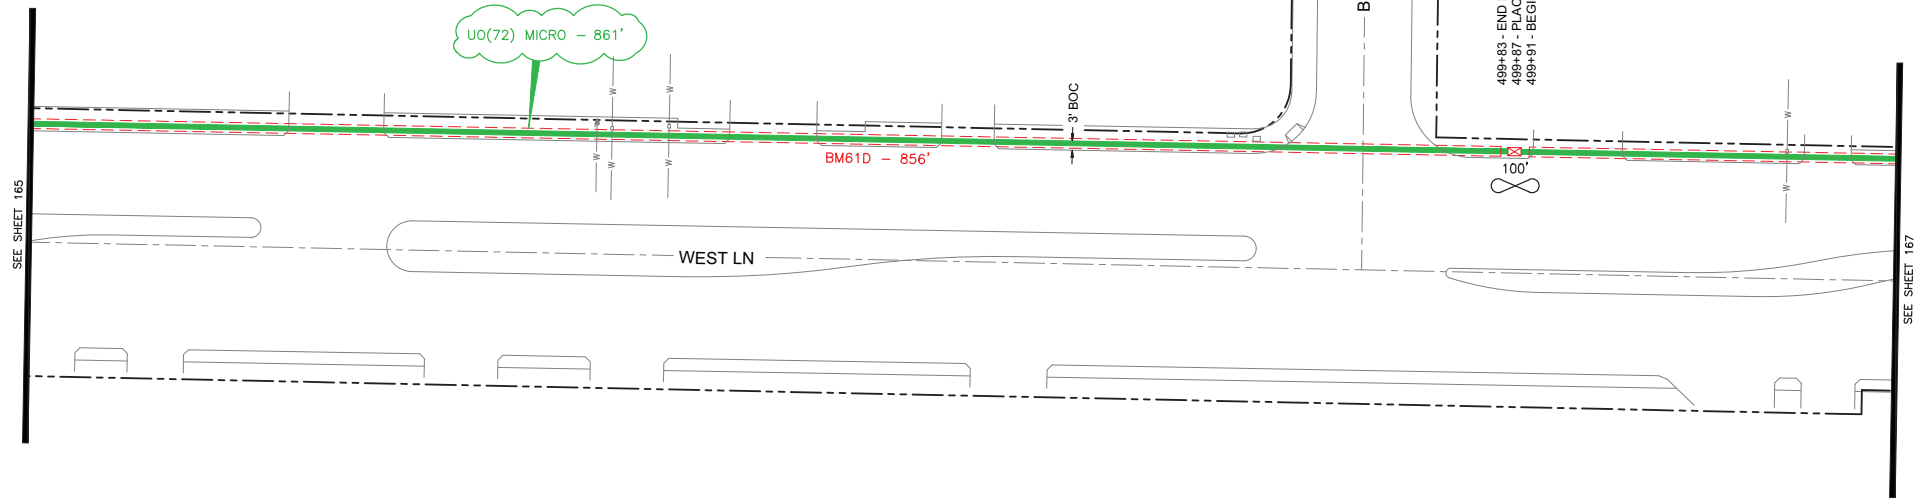 UO(72) MICRO - 861'
B
499+83 - END
499+87 - PLAC
499+91 - BEGI
3' BOC
W
W
W
W
W
W
W
W
BM61D - 856'
100'
SEE SHEET 165
WEST LN
SEE SHEET 167